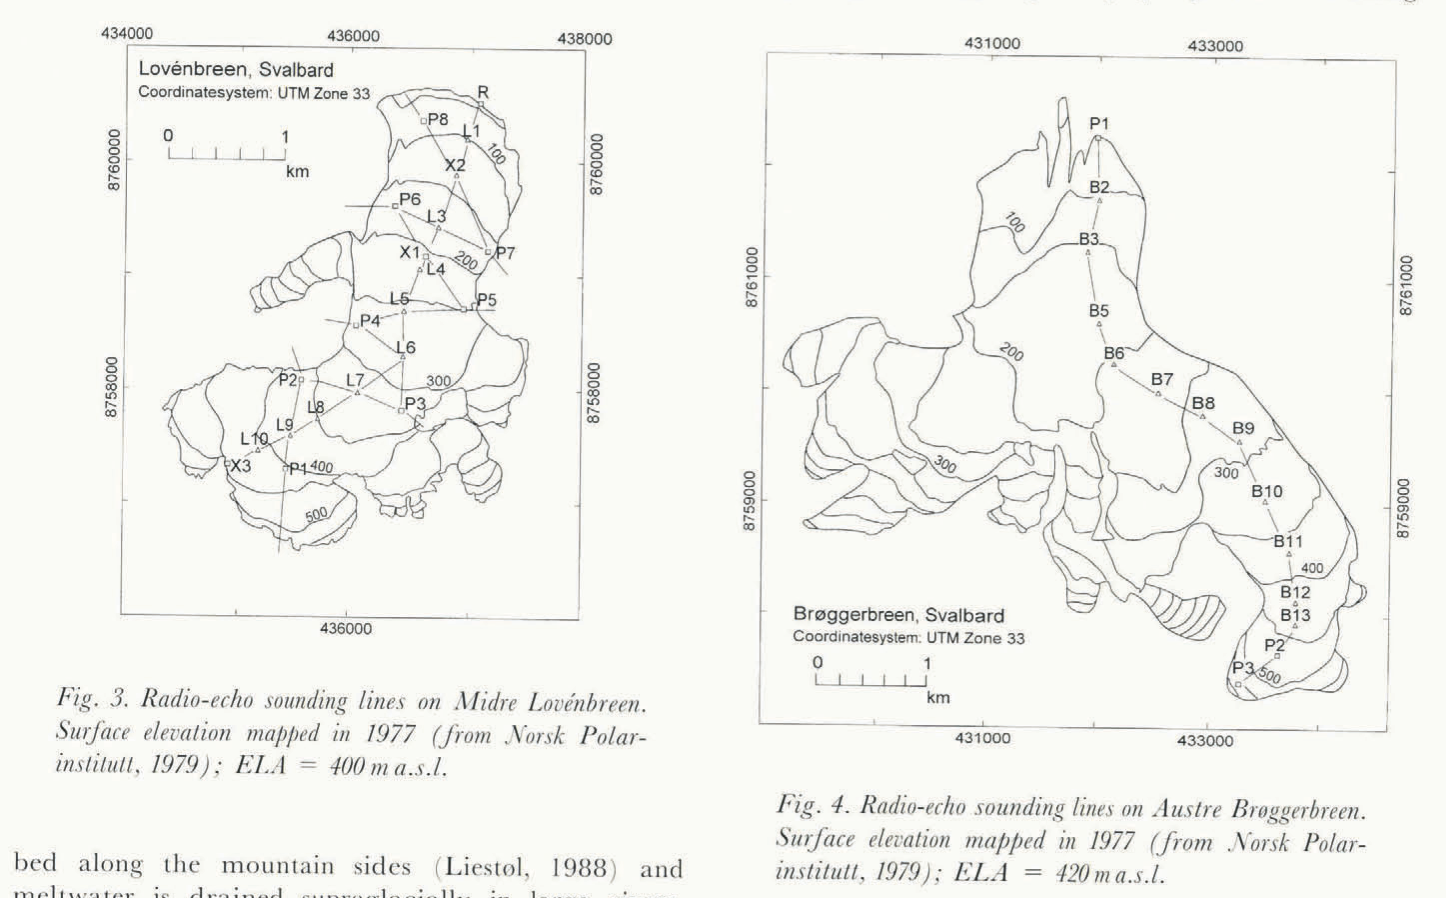 434000
436000
438000
Lovénbreen, Svalbard
Coordinatesystem: UTM Zone 33
0 1
km
8760000
8758000
8760000
8758000
436000
R
P8
L1
100
X2
P6
L3
X1
P7
200
L4
L5
P5
P4
L6
300
P2
L7
L8
P3
L9
L10
X3
P1
400
500
Fig. 3. Radio-echo sounding lines on Midre Lovénbreen.
Surface elevation mapped in 1977 (from Norsk Polar-
institutt, 1979); ELA = 400 m a.s.l.
bed along the mountain sides (Liestøl, 1988) and
meltwater is drained supraglacially in large
431000
433000
8761000
8759000
8761000
8759000
P1
B2
100
B3
B5
200
B6
B7
B8
B9
300
300
B10
B11
400
B12
B13
P2
P3
500
Brøggerbreen, Svalbard
Coordinatesystem: UTM Zone 33
0 1
km
431000
433000
Fig. 4. Radio-echo sounding lines on Austre Brøggerbreen.
Surface elevation mapped in 1977 (from Norsk Polar-
institutt, 1979); ELA = 420 m a.s.l.